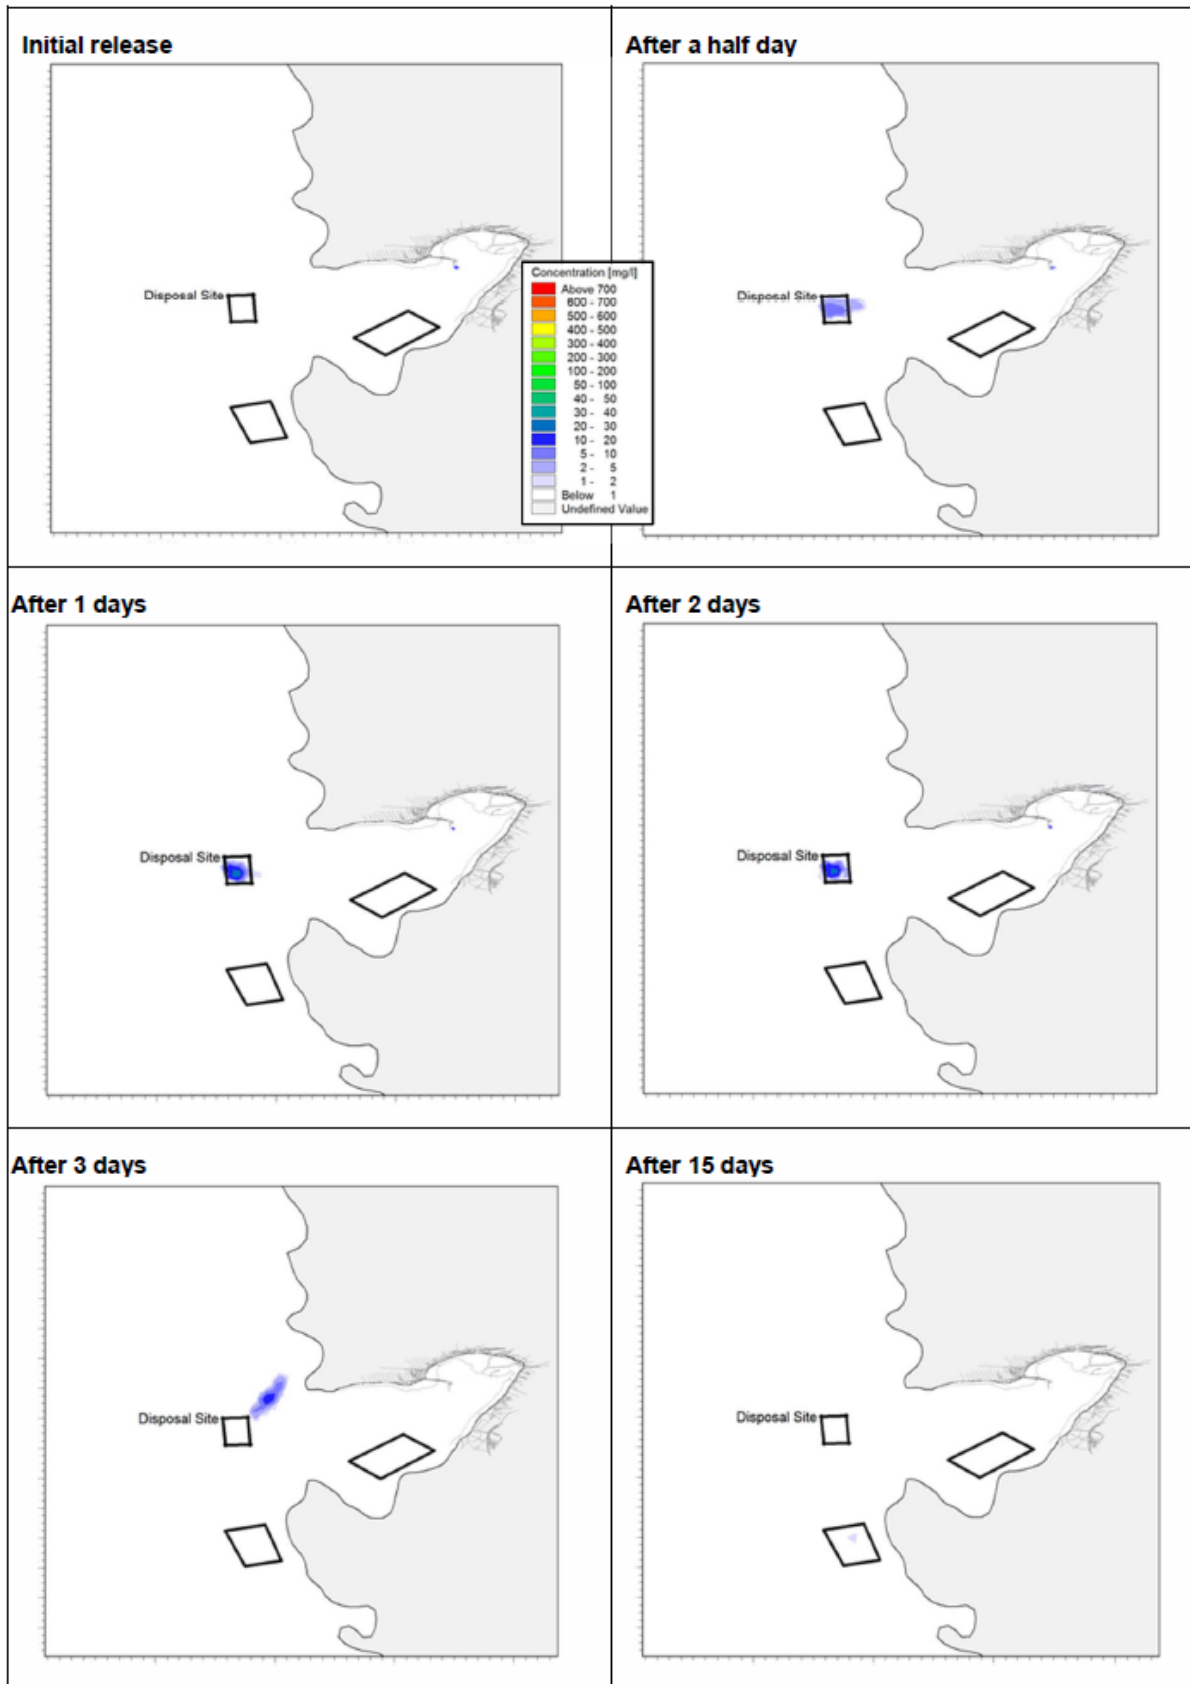 Initial release
After a half day
Disposal Site
Disposal Site
Concentration [mg/l]
Above 700
600 - 700
500 - 600
400 - 500
300 - 400
200 - 300
100 - 200
50 - 100
40 - 50
30 - 40
20 - 30
10 - 20
5 - 10
2 - 5
1 - 2
Below 1
Undefined Value
After 1 days
After 2 days
Disposal Site
Disposal Site
After 3 days
After 15 days
Disposal Site
Disposal Site